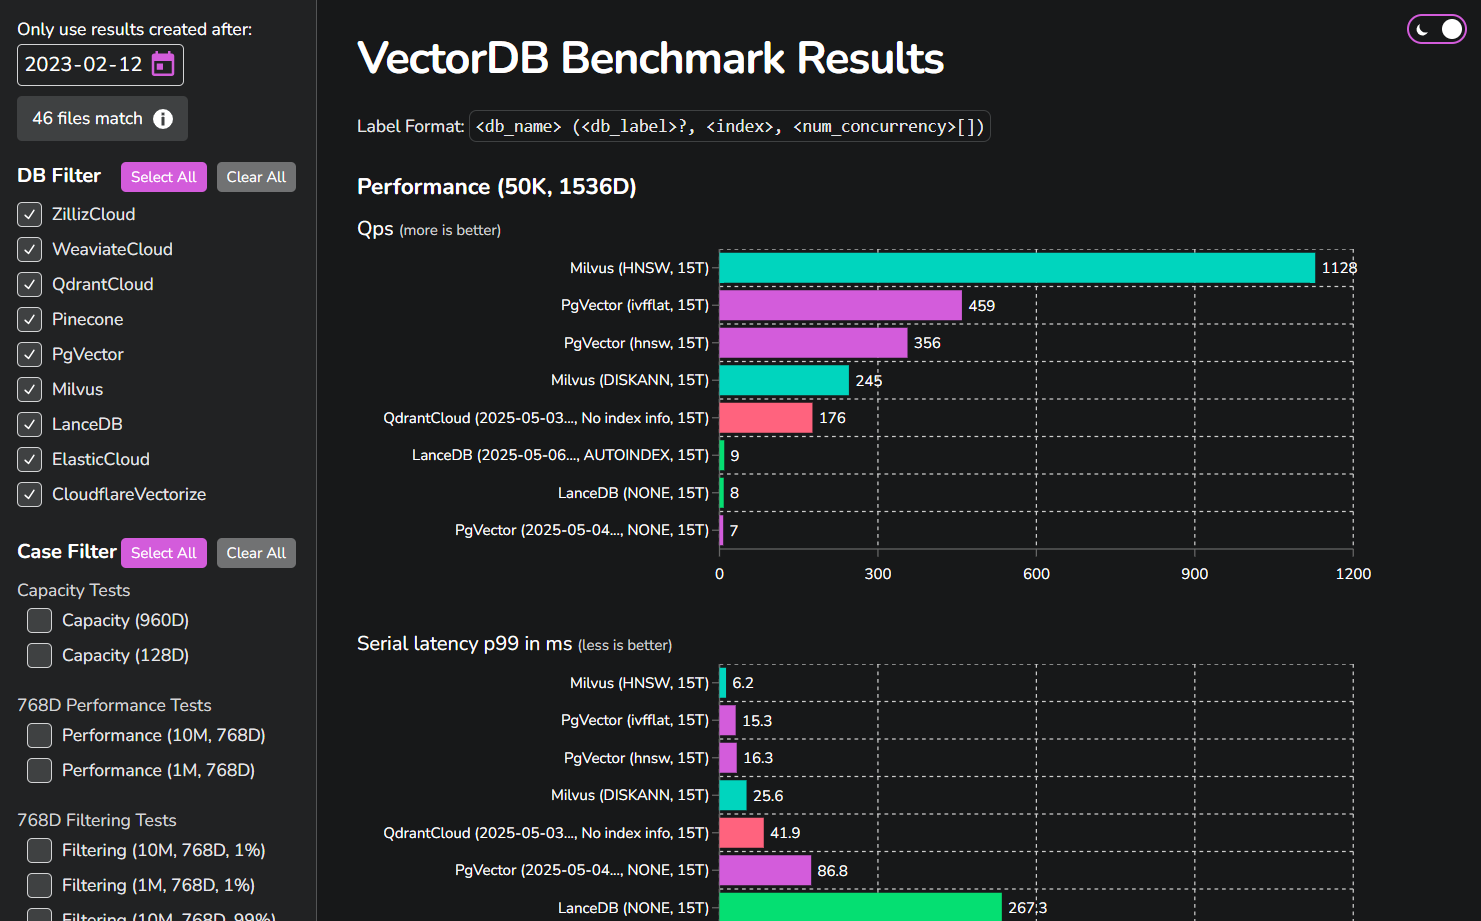 Only use results created after:
2023-02-12
46 files match
DB Filter Select All Clear All
ZillizCloud
WeaviateCloud
QdrantCloud
Pinecone
PgVector
Milvus
LanceDB
ElasticCloud
CloudflareVectorize
Case Filter Select All Clear All
Capacity Tests
Capacity (960D)
Capacity (128D)
768D Performance Tests
Performance (10M, 768D)
Performance (1M, 768D)
768D Filtering Tests
Filtering (10M, 768D, 1%)
Filtering (1M, 768D, 1%)
Filtering (10M, 768D, 99%)
VectorDB Benchmark Results
Label Format: <db_name> (<db_label>?, <index>, <num_concurrency>[])
Performance (50K, 1536D)
Qps (more is better)
Milvus (HNSW, 15T) 1128
PgVector (ivfflat, 15T) 459
PgVector (hnsw, 15T) 356
Milvus (DISKANN, 15T) 245
QdrantCloud (2025-05-03..., No index info, 15T) 176
LanceDB (2025-05-06..., AUTOINDEX, 15T) 9
LanceDB (NONE, 15T) 8
PgVector (2025-05-04..., NONE, 15T) 7
0 300 600 900 1200
Serial latency p99 in ms (less is better)
Milvus (HNSW, 15T) 6.2
PgVector (ivfflat, 15T) 15.3
PgVector (hnsw, 15T) 16.3
Milvus (DISKANN, 15T) 25.6
QdrantCloud (2025-05-03..., No index info, 15T) 41.9
PgVector (2025-05-04..., NONE, 15T) 86.8
LanceDB (NONE, 15T) 267.3